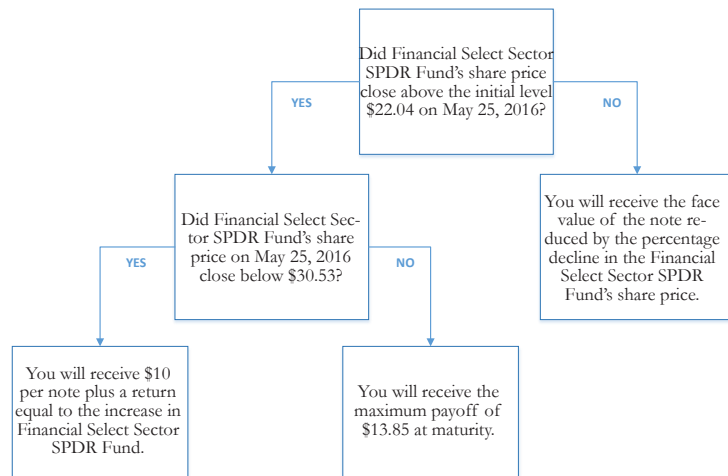 Did Financial Select Sector
SPDR Fund's share price
close above the initial level
$22.04 on May 25, 2016?
YES
NO
Did Financial Select Sec-
tor SPDR Fund's share
price on May 25, 2016
close below $30.53?
You will receive the face
value of the note re-
duced by the percentage
decline in the Financial
Select Sector SPDR
Fund's share price.
YES
NO
You will receive $10
per note plus a return
equal to the increase in
Financial Select Sector
SPDR Fund.
You will receive the
maximum payoff of
$13.85 at maturity.